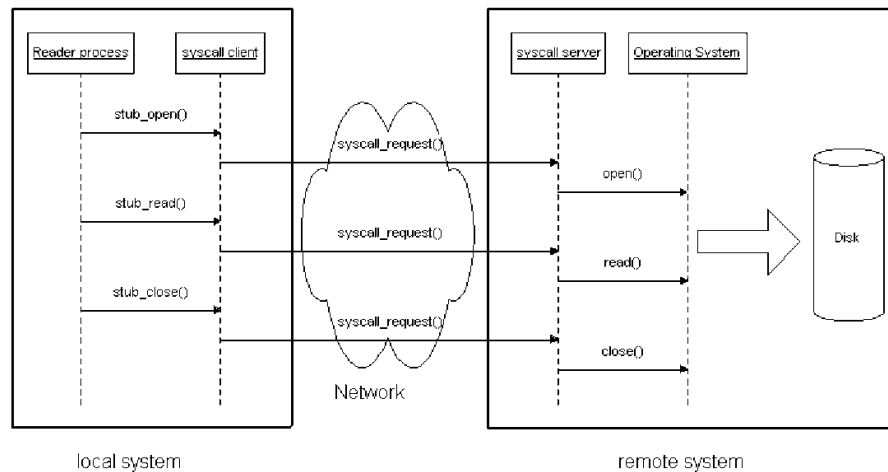 Reader process
syscall client
syscall server
Operating System
stub_open()
syscall_request()
open()
stub_read()
syscall_request()
read()
stub_close()
syscall_request()
close()
Disk
Network
local system
remote system